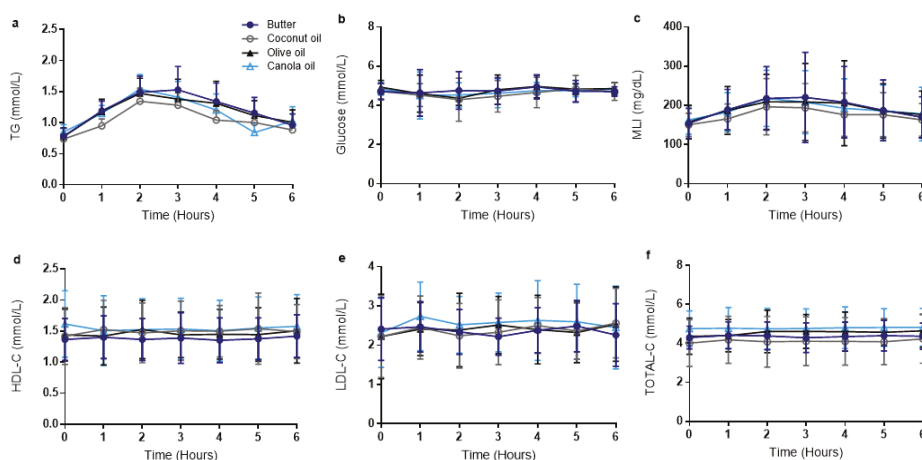 a
Butter
Coconut oil
Olive oil
Canola oil
TG (mmol/L)
2.5
2.0
1.5
1.0
0.5
0.0
0 1 2 3 4 5 6
Time (Hours)
b
Glucose (mmol/L)
8
6
4
2
0
0 1 2 3 4 5 6
Time (Hours)
c
MLI (mg/dL)
400
300
200
100
0
0 1 2 3 4 5 6
Time (Hours)
d
HDL-C (mmol/L)
2.5
2.0
1.5
1.0
0.5
0.0
0 1 2 3 4 5 6
Time (Hours)
e
LDL-C (mmol/L)
4
3
2
1
0
0 1 2 3 4 5 6
Time (Hours)
f
TOTAL-C (mmol/L)
8
6
4
2
0
0 1 2 3 4 5 6
Time (Hours)